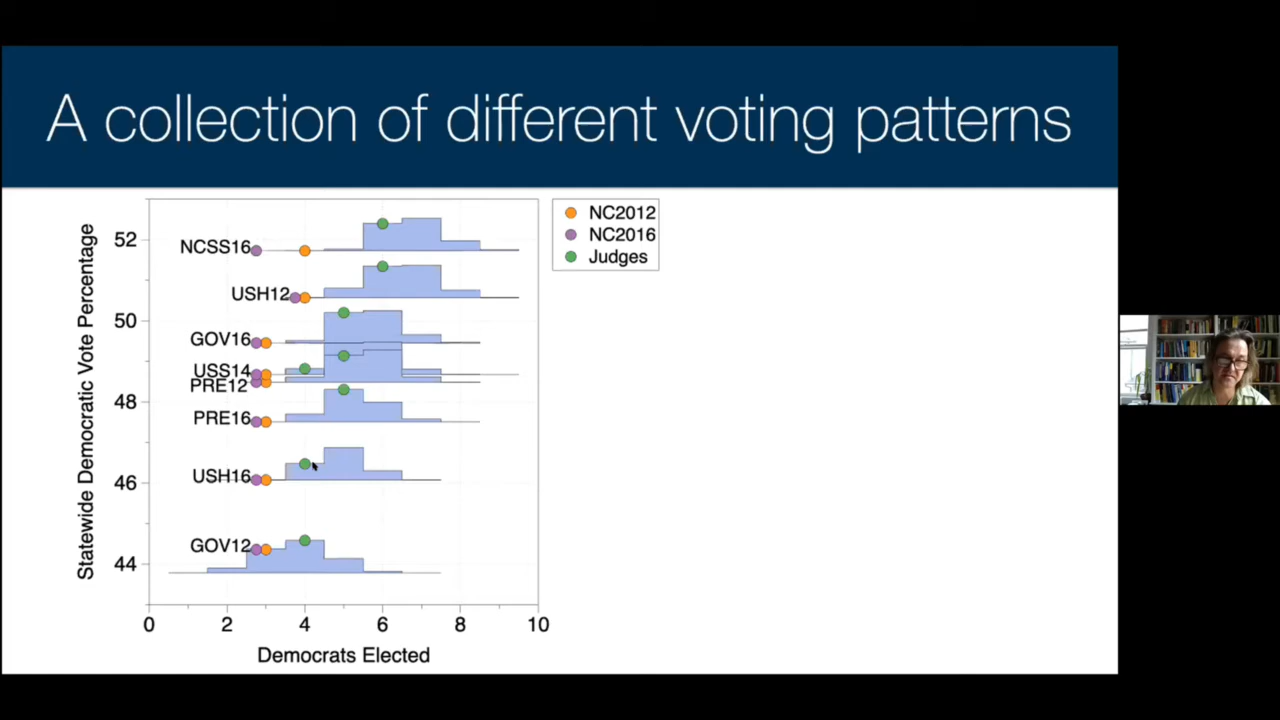 A collection of different voting patterns
NC2012
NC2016
Judges
Statewide Democratic Vote Percentage
52
50
48
46
44
NCSS16
USH12
GOV16
USS14
PRE12
PRE16
USH16
GOV12
0 2 4 6 8 10
Democrats Elected